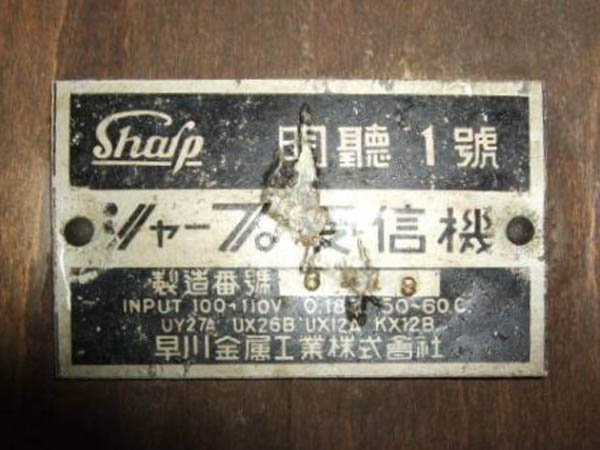 Sharp 明聽1號
シャープ受信機
製造番號
INPUT 100~110V 0.18A 50~60C
UY27A UX26B UX12A KX12B
早川金属工業株式會社